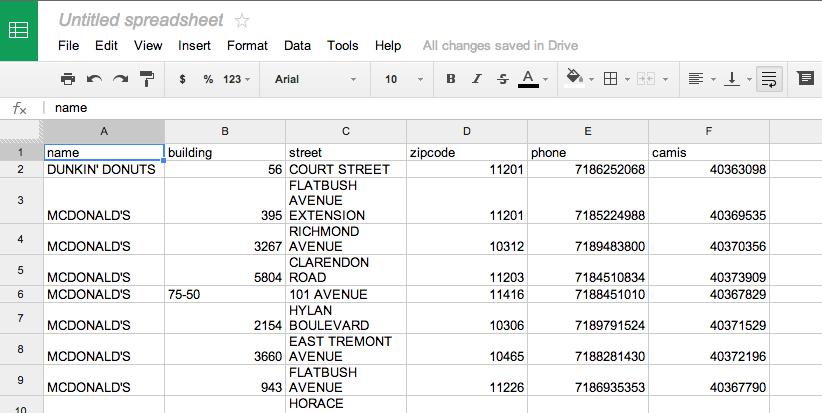 Untitled spreadsheet
File Edit View Insert Format Data Tools Help All changes saved in Drive
$ % 123 Arial 10 B I S A
fx name
A B C D E F
1 name building street zipcode phone camis
2 DUNKIN' DONUTS 56 COURT STREET 11201 7186252068 40363098
FLATBUSH
AVENUE
3 MCDONALD'S 395 EXTENSION 11201 7185224988 40369535
RICHMOND
4 MCDONALD'S 3267 AVENUE 10312 7189483800 40370356
CLARENDON
5 MCDONALD'S 5804 ROAD 11203 7184510834 40373909
6 MCDONALD'S 75-50 101 AVENUE 11416 7188451010 40367829
HYLAN
7 MCDONALD'S 2154 BOULEVARD 10306 7189791524 40371529
EAST TREMONT
8 MCDONALD'S 3660 AVENUE 10465 7188281430 40372196
FLATBUSH
9 MCDONALD'S 943 AVENUE 11226 7186935353 40367790
HORACE
10